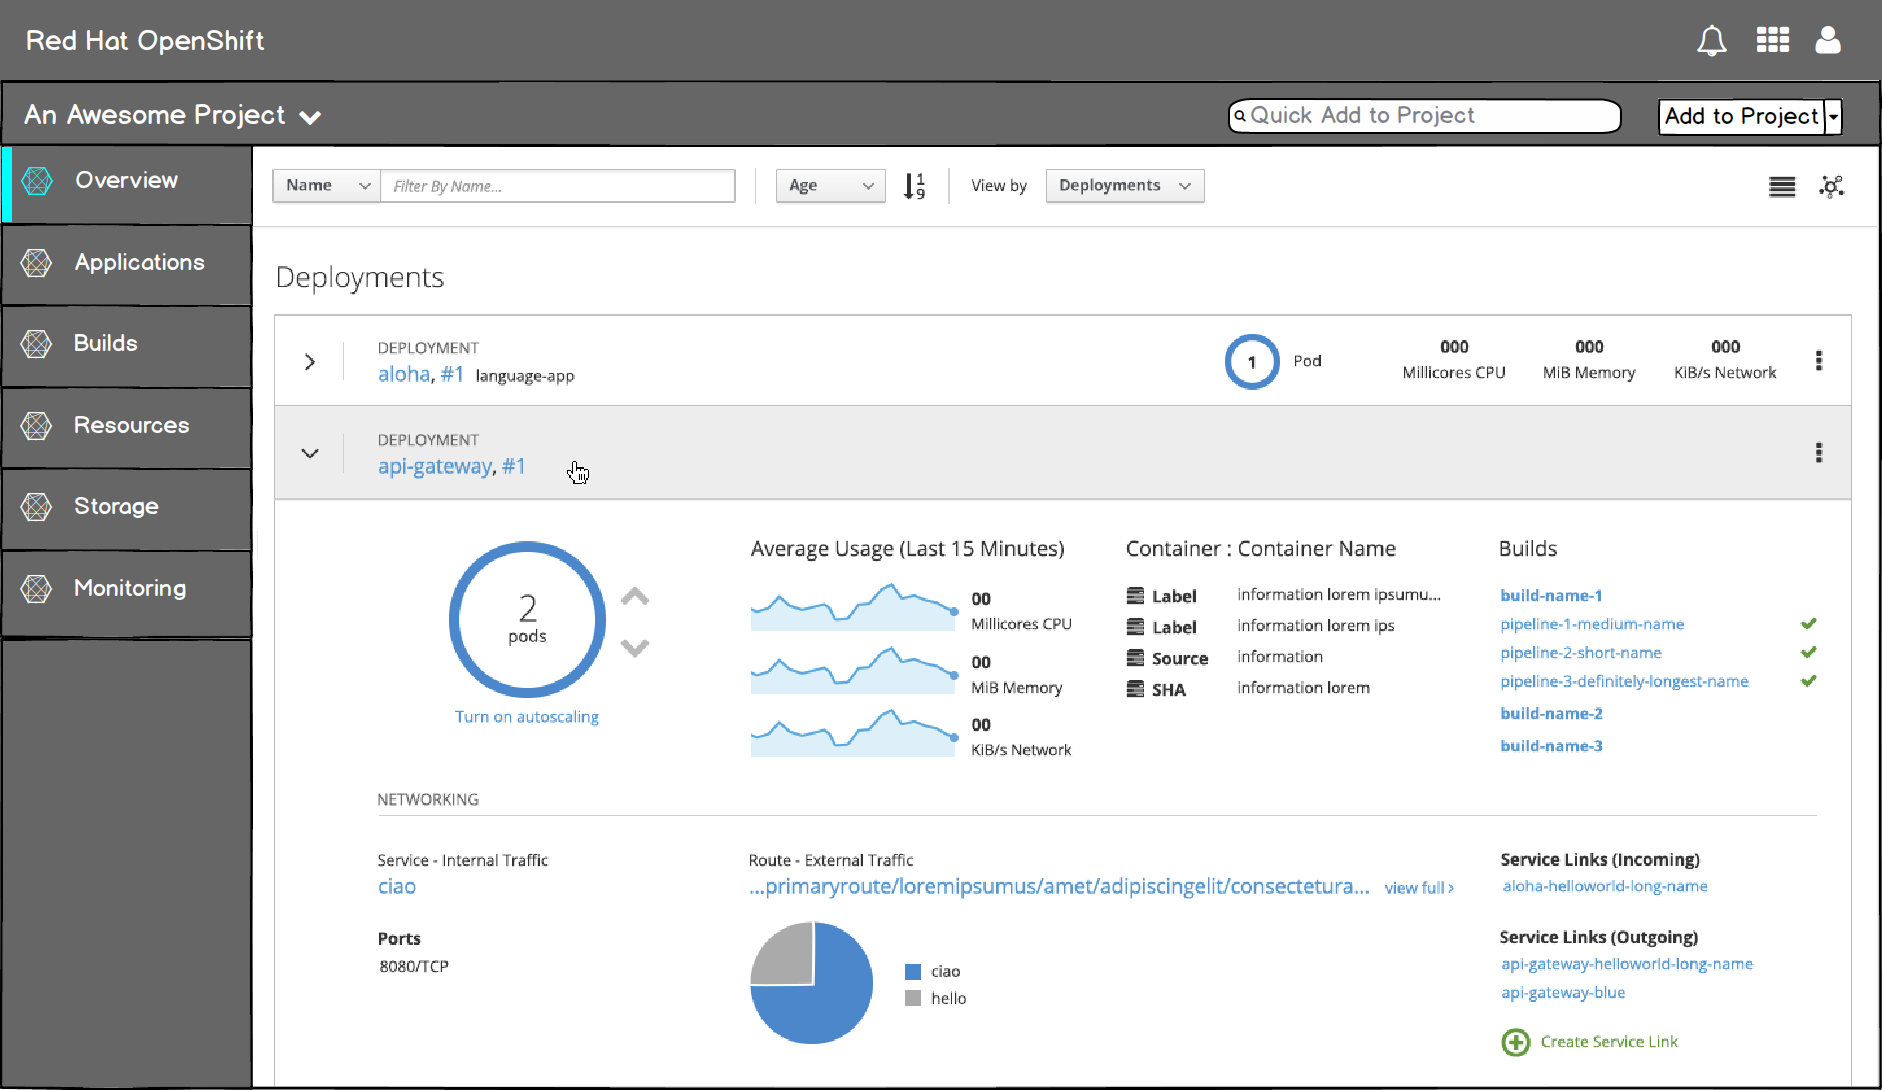 Red Hat OpenShift
An Awesome Project
Quick Add to Project
Add to Project
Overview
Applications
Builds
Resources
Storage
Monitoring
Name
Filter By Name...
Age
1
9
View by
Deployments
Deployments
DEPLOYMENT
aloha, #1 language-app
1 Pod
000
Millicores CPU
000
MiB Memory
000
KiB/s Network
DEPLOYMENT
api-gateway, #1
2
pods
Turn on autoscaling
Average Usage (Last 15 Minutes)
00
Millicores CPU
00
MiB Memory
00
KiB/s Network
Container : Container Name
Label information lorem ipsumu...
Label information lorem ips
Source information
SHA information lorem
Builds
build-name-1
pipeline-1-medium-name
pipeline-2-short-name
pipeline-3-definitely-longest-name
build-name-2
build-name-3
NETWORKING
Service - Internal Traffic
ciao
Ports
8080/TCP
Route - External Traffic
...primaryroute/loremipsumus/amet/adipiscingelit/consectetura... view full ›
ciao
hello
Service Links (Incoming)
aloha-helloworld-long-name
Service Links (Outgoing)
api-gateway-helloworld-long-name
api-gateway-blue
Create Service Link